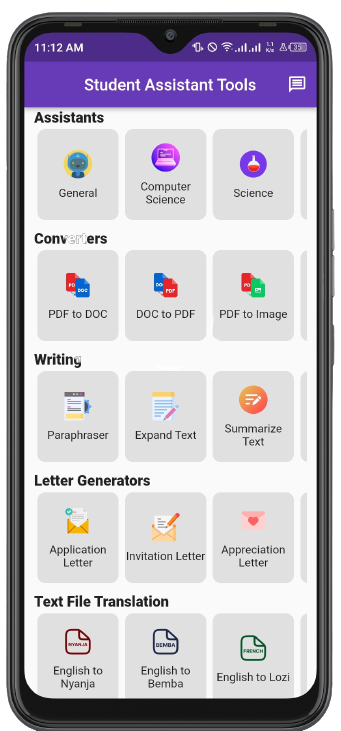 11:12 AM
Student Assistant Tools
Assistants
General
Computer
Science
Science
Converters
PDF to DOC
DOC to PDF
PDF to Image
Writing
Paraphraser
Expand Text
Summarize
Text
Letter Generators
Application
Letter
Invitation Letter
Appreciation
Letter
Text File Translation
NYANJA
English to
Nyanja
BEMBA
English to
Bemba
FRENCH
English to Lozi